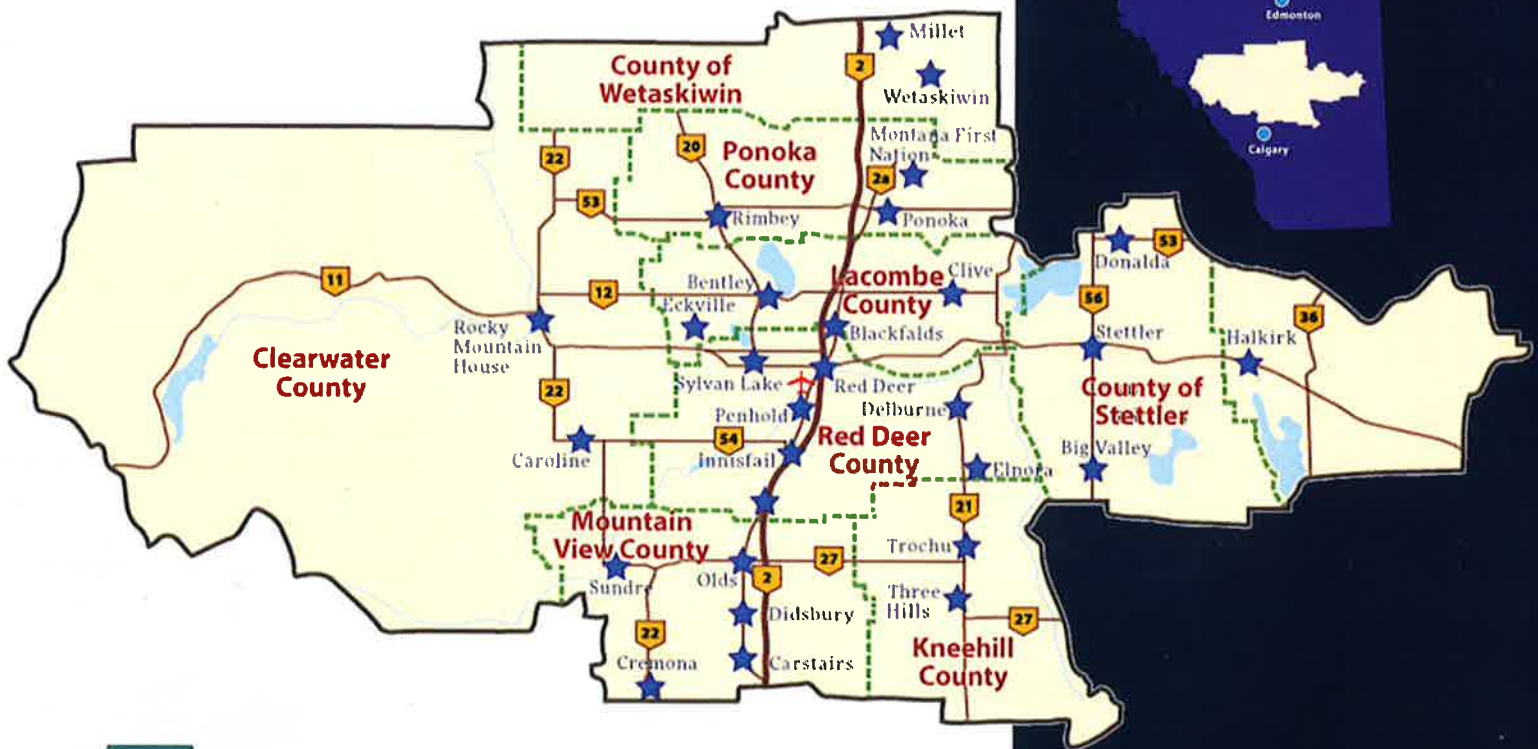 Edmonton
Calgary
Millet
2
County of
Wetaskiwin
Wetaskiwin
Montana First
Nation
22
20
Ponoka
County
2a
53
Rimbey
Ponoka
53
Donalda
11
12
Bentley
Lacombe
County
Clive
Eckville
56
36
Rocky
Mountain
House
Blackfalds
Stettler
Halkirk
Clearwater
County
22
Sylvan Lake
Red Deer
Penhold
Delburne
County of
Stettler
54
Red Deer
County
Caroline
Innisfail
Elnora
Big Valley
21
Mountain
View County
Trochu
27
Sundre
Olds
2
Three
Hills
Didsbury
27
22
Cremona
Carstairs
Kneehill
County